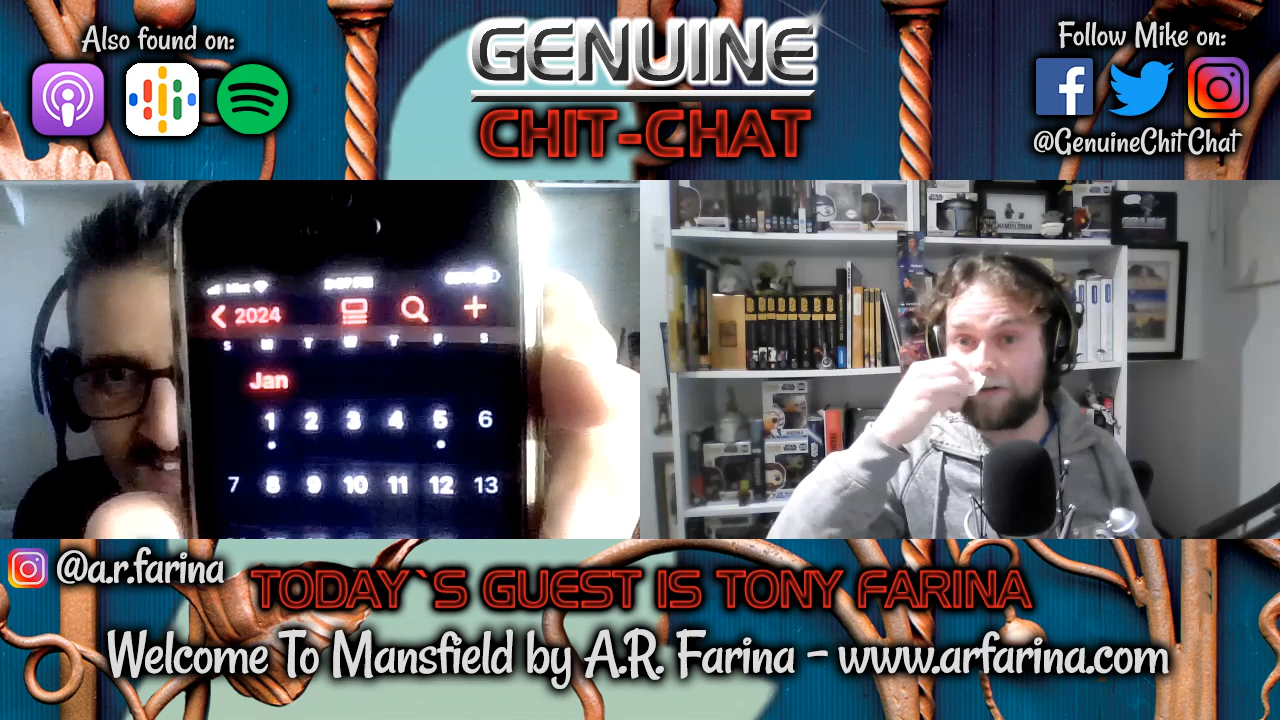 Also found on:
GENUINE
CHIT-CHAT
Follow Mike on:
@GenuineChitChat
2024
S M T W T F S
Jan
1 2 3 4 5 6
7 8 9 10 11 12 13
@a.r.farina
TODAY`S GUEST IS TONY FARINA
Welcome To Mansfield by A.R. Farina - www.arfarina.com